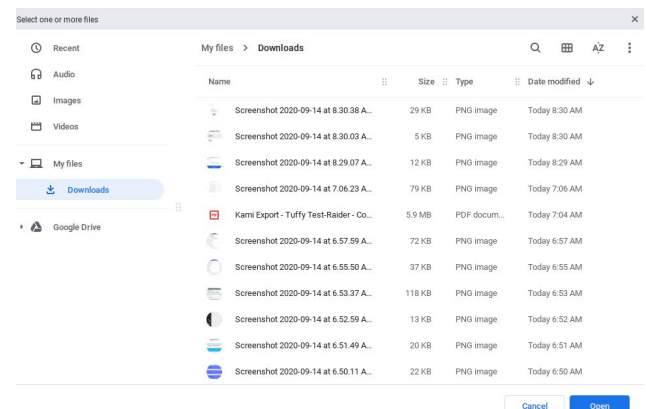 Select one or more files
Recent
Audio
Images
Videos
My files
Downloads
Google Drive
My files > Downloads
AZ
Name Size Type Date modified
Screenshot 2020-09-14 at 8.30.38 A... 29 KB PNG image Today 8:30 AM
Screenshot 2020-09-14 at 8.30.03 A... 5 KB PNG image Today 8:30 AM
Screenshot 2020-09-14 at 8.29.07 A... 12 KB PNG image Today 8:29 AM
Screenshot 2020-09-14 at 7.06.23 A... 79 KB PNG image Today 7:06 AM
Kami Export - Tuffy Test-Raider - Co... 5.9 MB PDF docum... Today 7:04 AM
Screenshot 2020-09-14 at 6.57.59 A... 72 KB PNG image Today 6:57 AM
Screenshot 2020-09-14 at 6.55.50 A... 37 KB PNG image Today 6:55 AM
Screenshot 2020-09-14 at 6.53.37 A... 118 KB PNG image Today 6:53 AM
Screenshot 2020-09-14 at 6.52.59 A... 13 KB PNG image Today 6:52 AM
Screenshot 2020-09-14 at 6.51.49 A... 20 KB PNG image Today 6:51 AM
Screenshot 2020-09-14 at 6.50.11 A... 22 KB PNG image Today 6:50 AM
Cancel Open